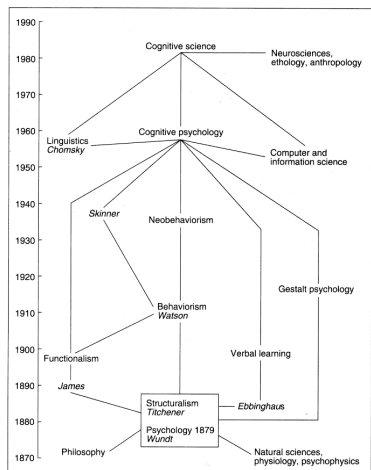 1990
Cognitive science
Neurosciences,
ethology, anthropology
1980
1970
1960
Linguistics
Chomsky
Cognitive psychology
Computer and
information science
1950
1940
Skinner
Neobehaviorism
1930
1920
Gestalt psychology
1910
Behaviorism
Watson
1900
Functionalism
Verbal learning
1890
James
Structuralism
Titchener
Ebbinghaus
1880
Psychology 1879
Wundt
Philosophy
Natural sciences,
physiology, psychophysics
1870